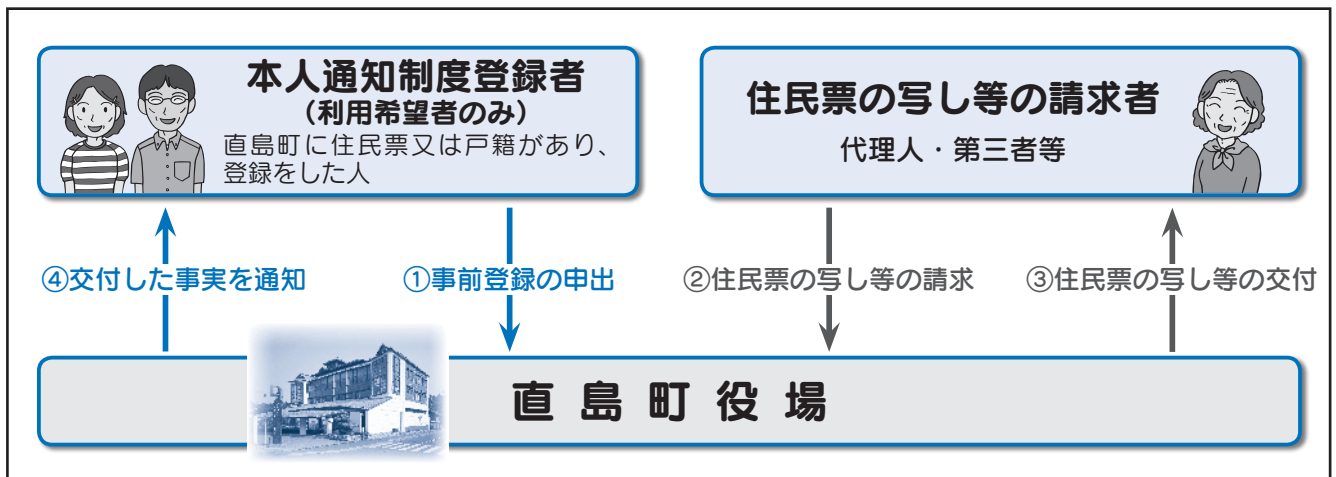 本人通知制度登録者
(利用希望者のみ)
直島町に住民票又は戸籍があり、
登録をした人
住民票の写し等の請求者
代理人・第三者等
④交付した事実を通知
①事前登録の申出
②住民票の写し等の請求
③住民票の写し等の交付
直島町役場